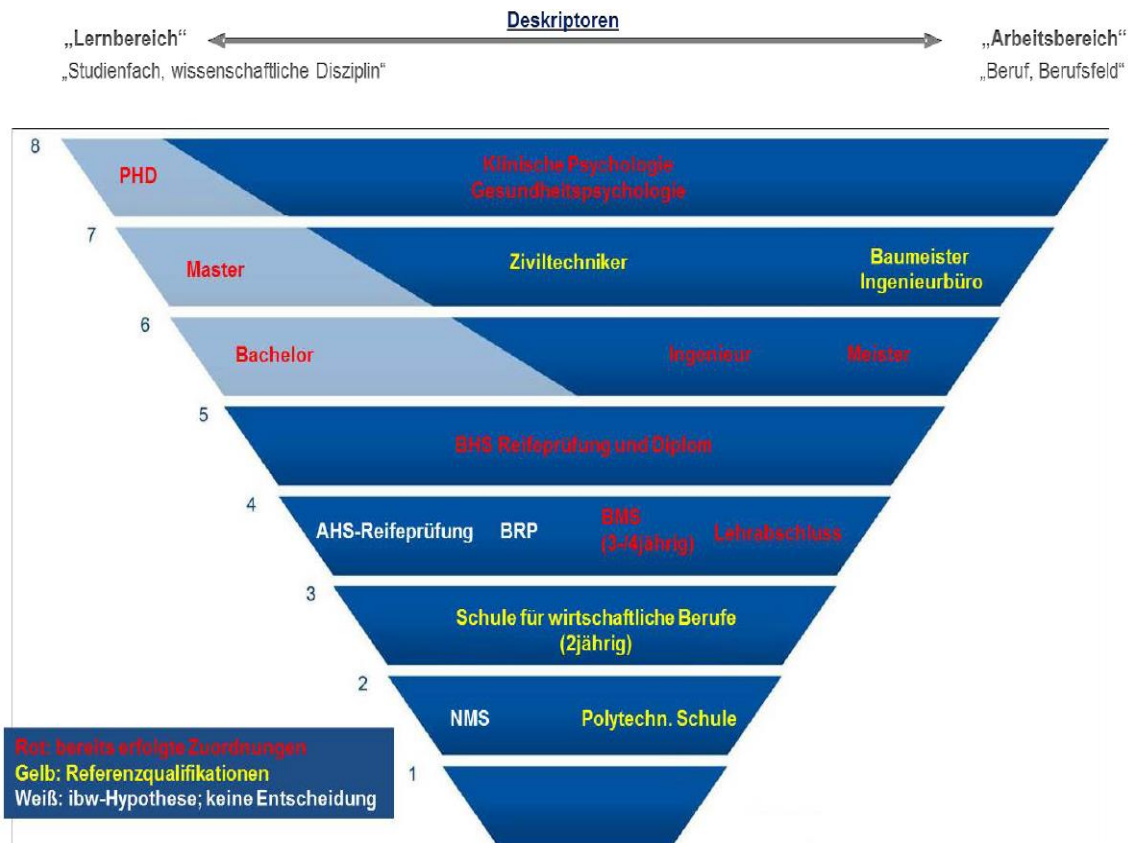 Deskriptoren
„Lernbereich“
„Arbeitsbereich“
„Studienfach, wissenschaftliche Disziplin“
„Beruf, Berufsfeld“
8
PHD
Klinische Psychologie
Gesundheitspsychologie
7
Master
Ziviltechniker
Baumeister
Ingenieurbüro
6
Bachelor
Ingenieur
Meister
5
BHS Reifeprüfung und Diplom
4
AHS-Reifeprüfung
BRP
BMS
(3-/4jährig)
Lehrabschluss
3
Schule für wirtschaftliche Berufe
(2jährig)
2
NMS
Polytechn. Schule
1
Rot: bereits erfolgte Zuordnungen
Gelb: Referenzqualifikationen
Weiß: ibw-Hypothese; keine Entscheidung